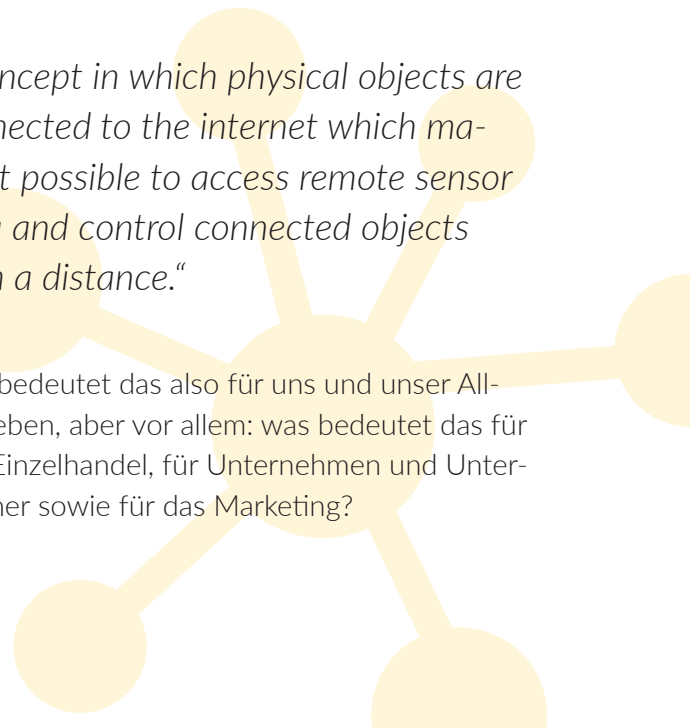 ncept in which physical objects are
nected to the internet which ma-
t possible to access remote sensor
and control connected objects
a distance.“
bedeutet das also für uns und unser All-
eben, aber vor allem: was bedeutet das für
Einzelhandel, für Unternehmen und Unter-
ner sowie für das Marketing?